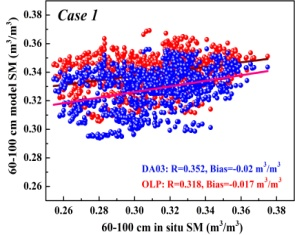 Case 1
60-100 cm model SM (m³/m³)
0.38
0.36
0.34
0.32
0.30
0.28
0.26
DA03: R=0.352, Bias=-0.02 m³/m³
OLP: R=0.318, Bias=-0.017 m³/m³
0.26 0.28 0.30 0.32 0.34 0.36 0.38
60-100 cm in situ SM (m³/m³)